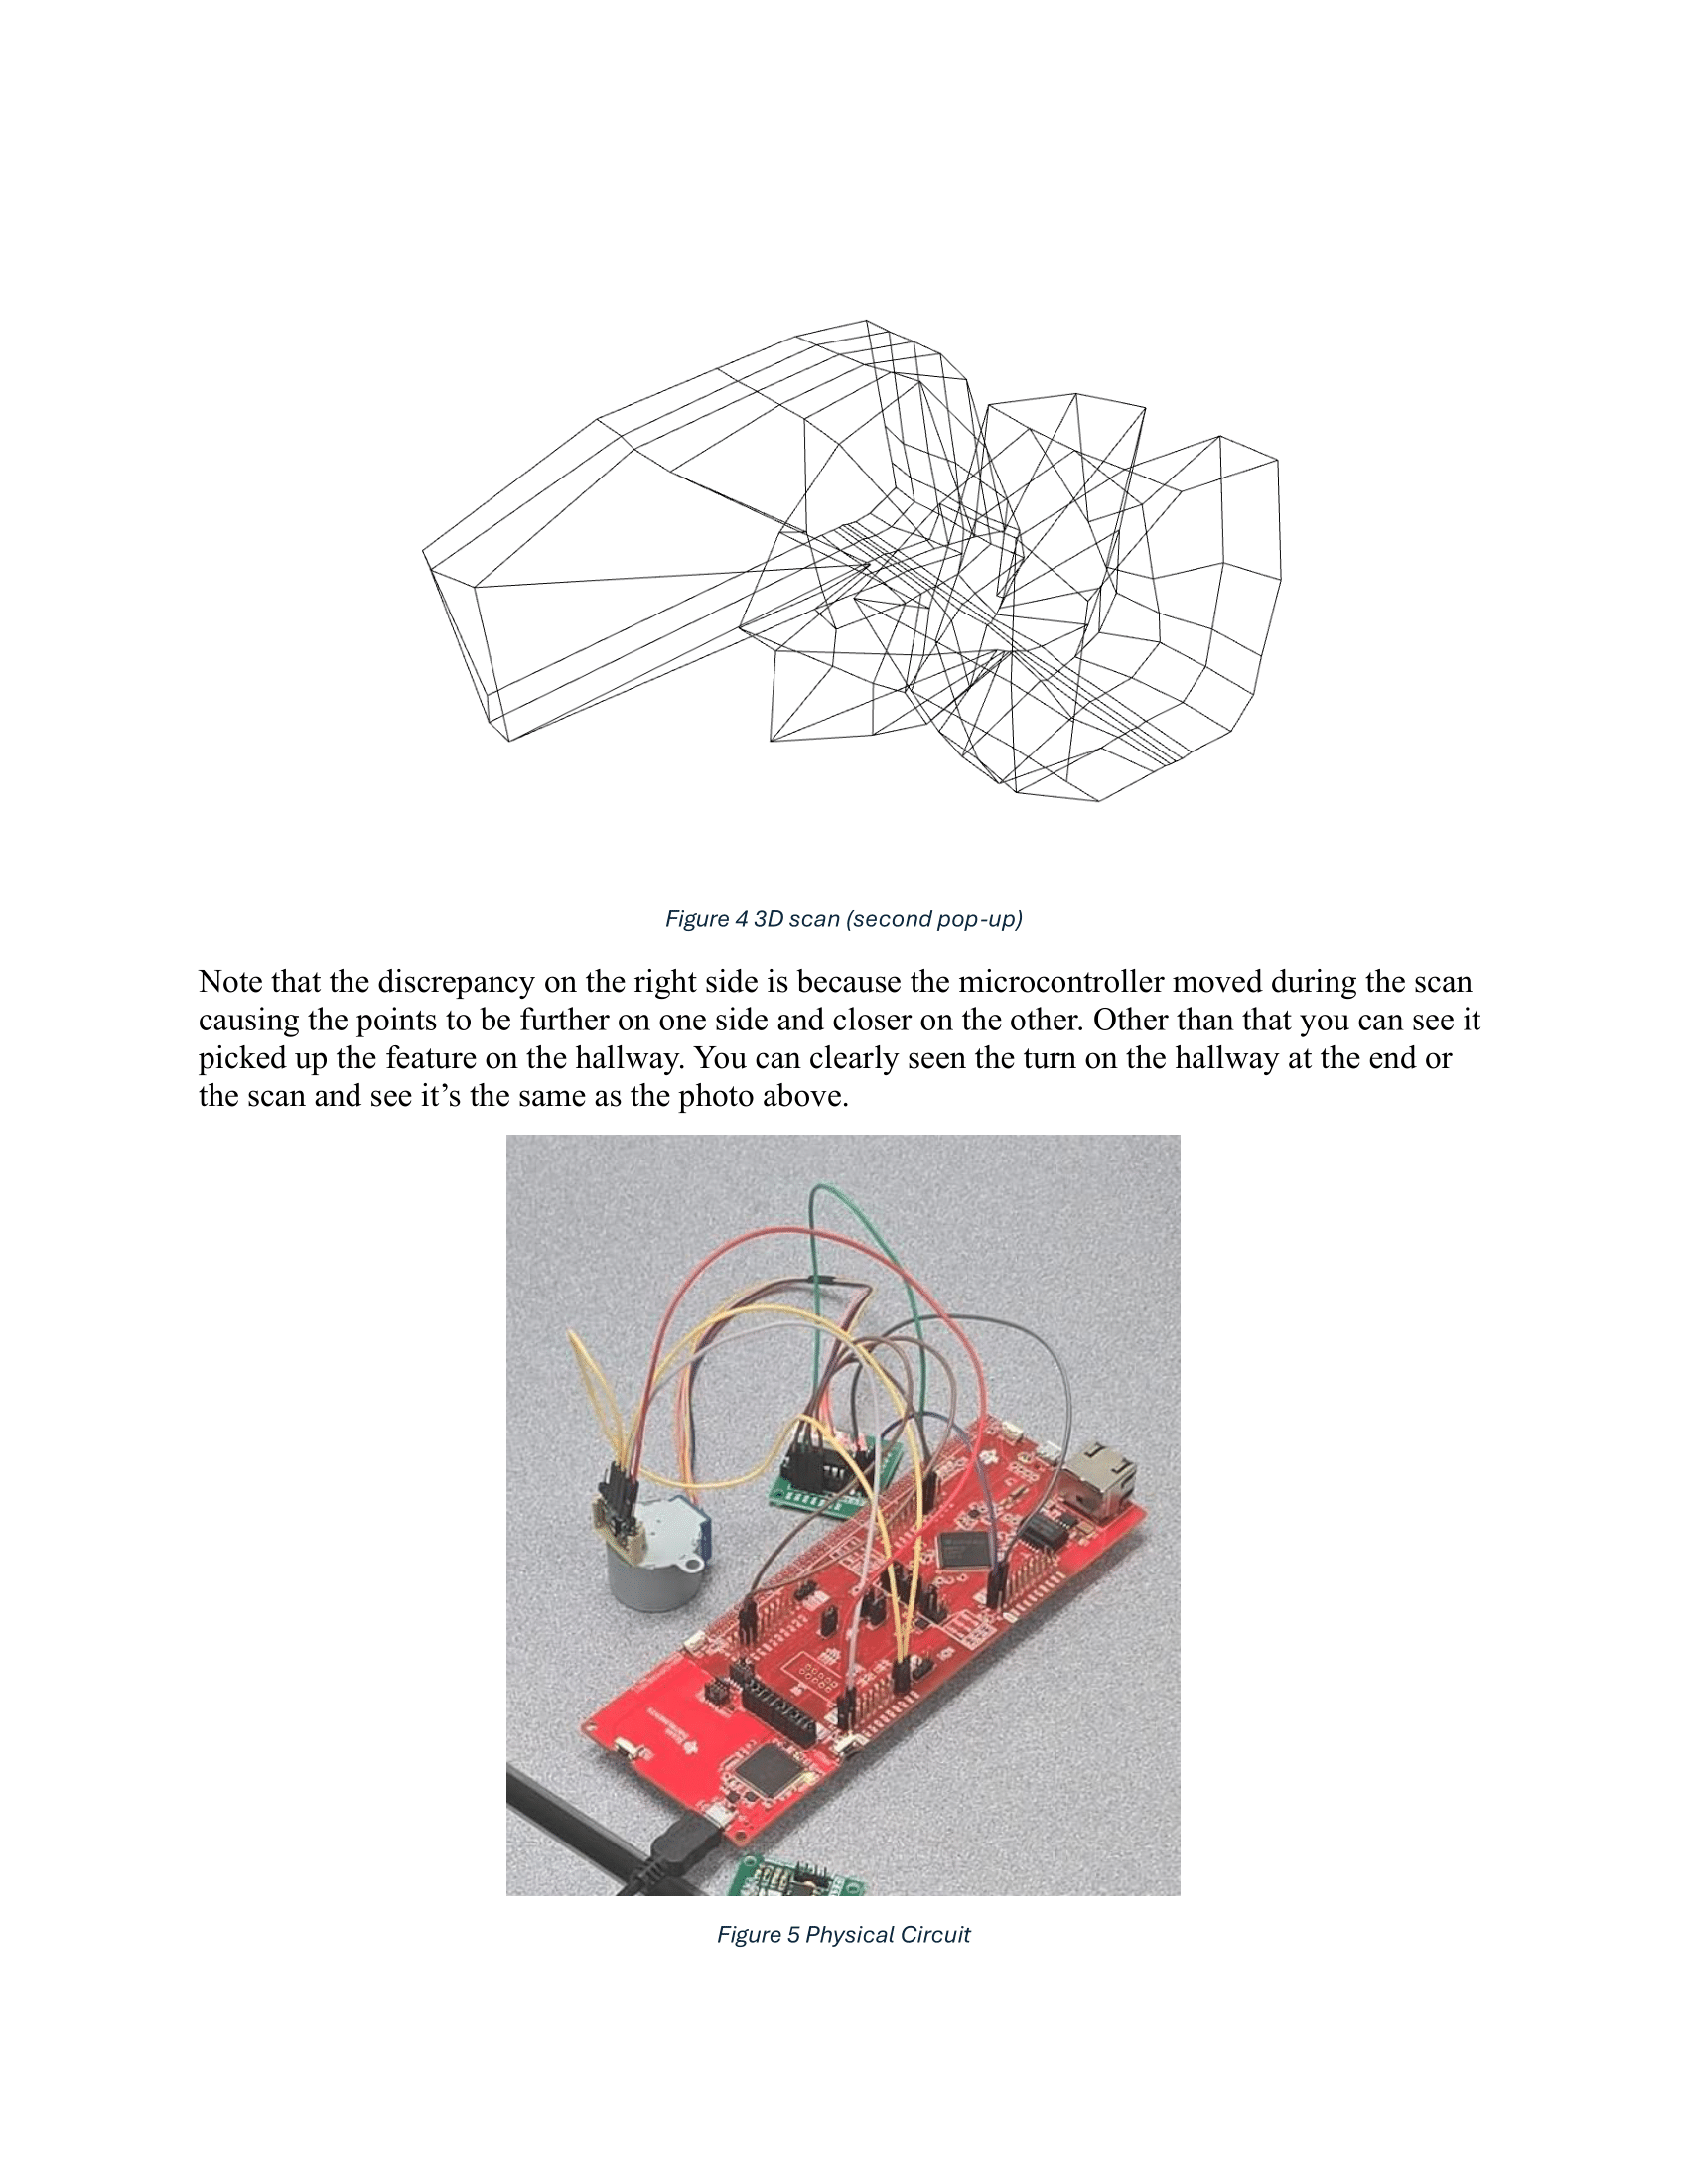 Figure 4 3D scan (second pop-up)
Note that the discrepancy on the right side is because the microcontroller moved during the scan
causing the points to be further on one side and closer on the other. Other than that you can see it
picked up the feature on the hallway. You can clearly seen the turn on the hallway at the end or
the scan and see it’s the same as the photo above.
TEXAS
INSTRUMENTS
Figure 5 Physical Circuit